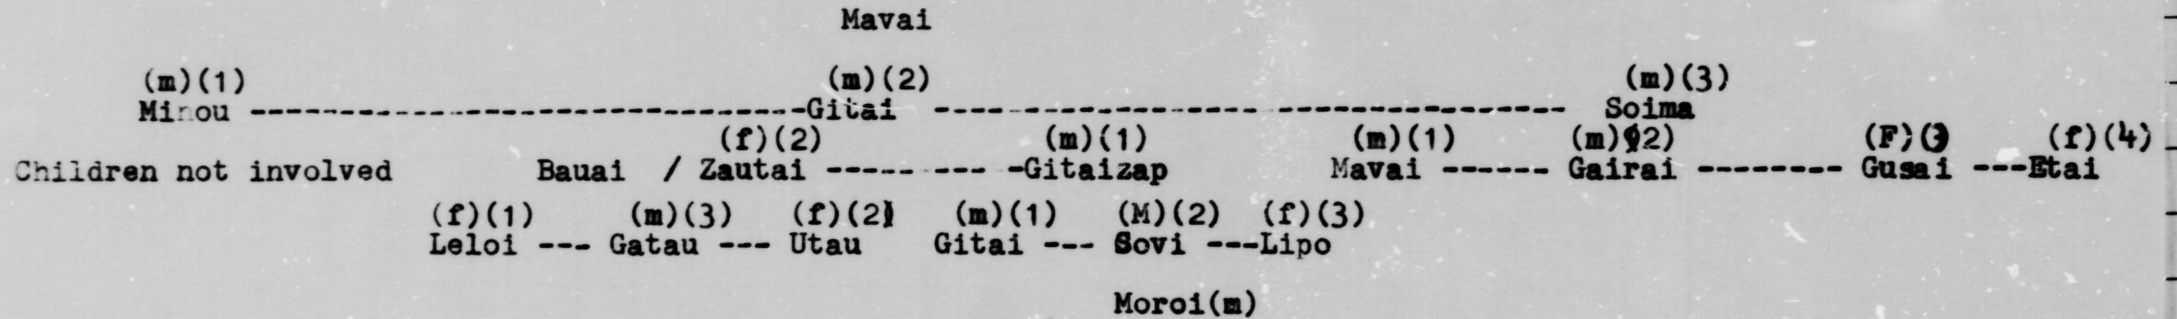 Mavai
(m)(1) (m)(2) (m)(3)
Minou ------------------------------Gitai ---------------------------------- Soima
(f)(2) (m)(1) (m)(1) (m)(2) (F)(3) (f)(4)
Children not involved Bauai / Zautai ----- --- -Gitaizap Mavai ------ Gairai -------- Gusai ---Etai
(f)(1) (m)(3) (f)(2) (m)(1) (M)(2) (f)(3)
Leloi --- Gatau --- Utau Gitai --- Sovi ---Lipo
Moroi(m)